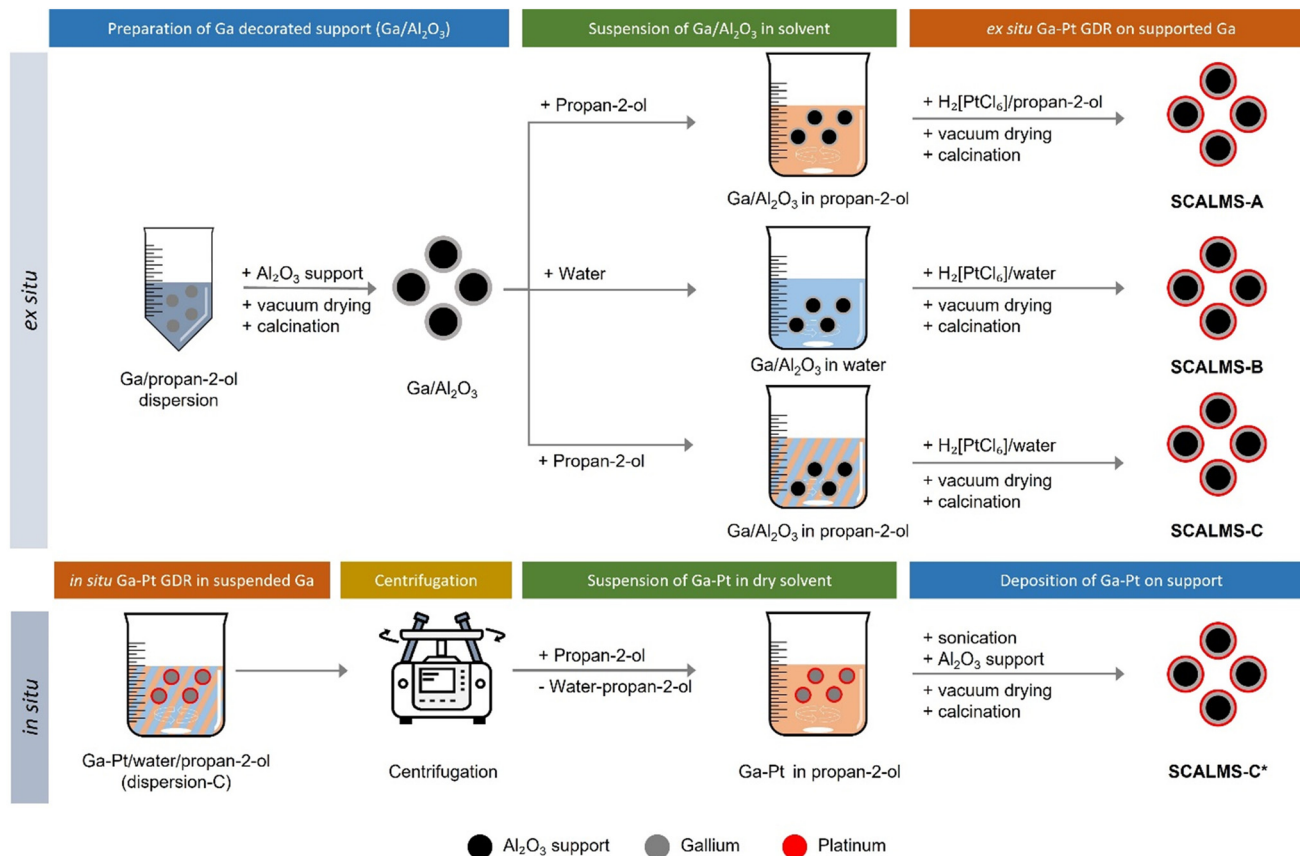 Preparation of Ga decorated support (Ga/Al₂O₃)
Suspension of Ga/Al₂O₃ in solvent
ex situ Ga-Pt GDR on supported Ga
ex situ
Ga/propan-2-ol
dispersion
+ Al₂O₃ support
+ vacuum drying
+ calcination
Ga/Al₂O₃
+ Propan-2-ol
Ga/Al₂O₃ in propan-2-ol
+ H₂[PtCl₆]/propan-2-ol
+ vacuum drying
+ calcination
SCALMS-A
+ Water
Ga/Al₂O₃ in water
+ H₂[PtCl₆]/water
+ vacuum drying
+ calcination
SCALMS-B
+ Propan-2-ol
Ga/Al₂O₃ in propan-2-ol
+ H₂[PtCl₆]/water
+ vacuum drying
+ calcination
SCALMS-C
in situ Ga-Pt GDR in suspended Ga
Centrifugation
Suspension of Ga-Pt in dry solvent
Deposition of Ga-Pt on support
in situ
Ga-Pt/water/propan-2-ol
(dispersion-C)
Centrifugation
+ Propan-2-ol
- Water-propan-2-ol
Ga-Pt in propan-2-ol
+ sonication
+ Al₂O₃ support
+ vacuum drying
+ calcination
SCALMS-C*
Al₂O₃ support
Gallium
Platinum